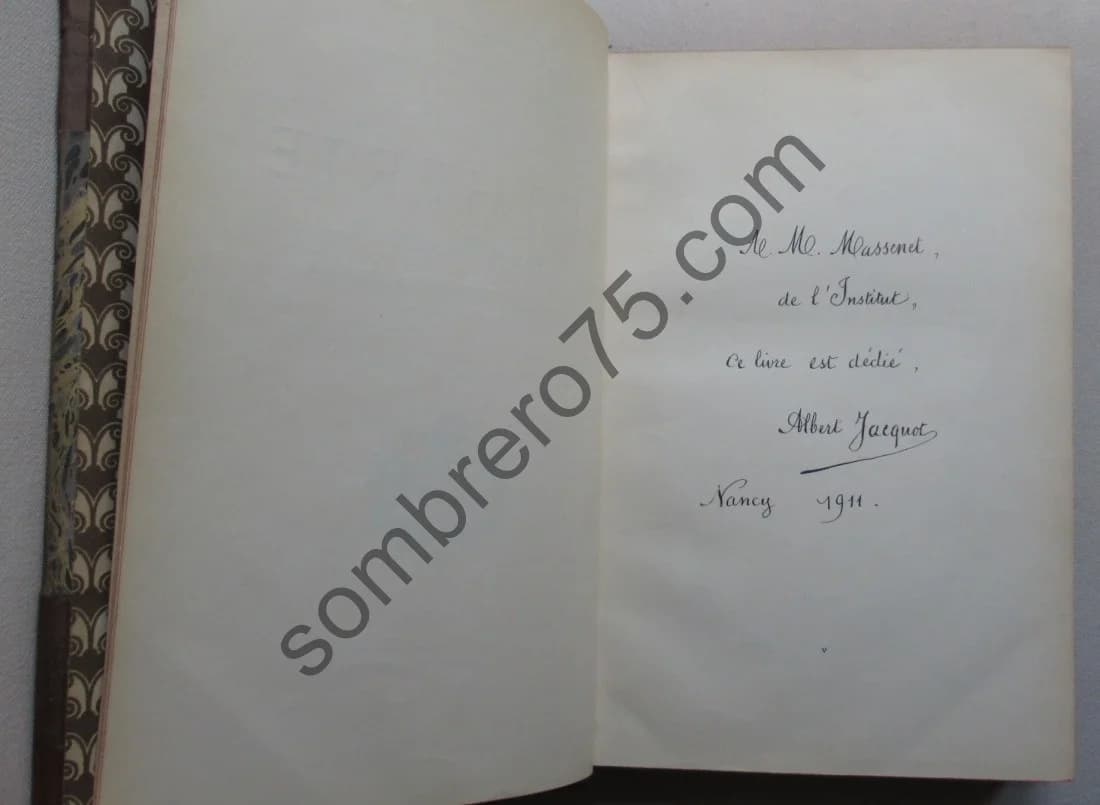 A M. Massenet,
de l'Institut,
Ce livre est dédié,
Albert Jacquot
Nancy 1911.
v
sombrero75.com